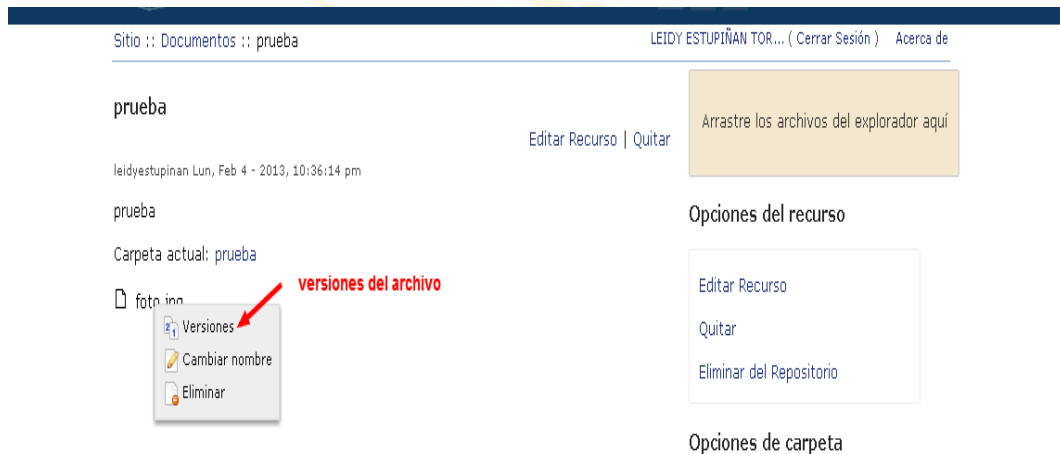 Sitio :: Documentos :: prueba
LEIDY ESTUPIÑAN TOR... ( Cerrar Sesión ) Acerca de
prueba
Editar Recurso | Quitar
leidyestupinan Lun, Feb 4 - 2013, 10:36:14 pm
prueba
Carpeta actual: prueba
foto.jpg
versiones del archivo
Versiones
Cambiar nombre
Eliminar
Arrastre los archivos del explorador aquí
Opciones del recurso
Editar Recurso
Quitar
Eliminar del Repositorio
Opciones de carpeta